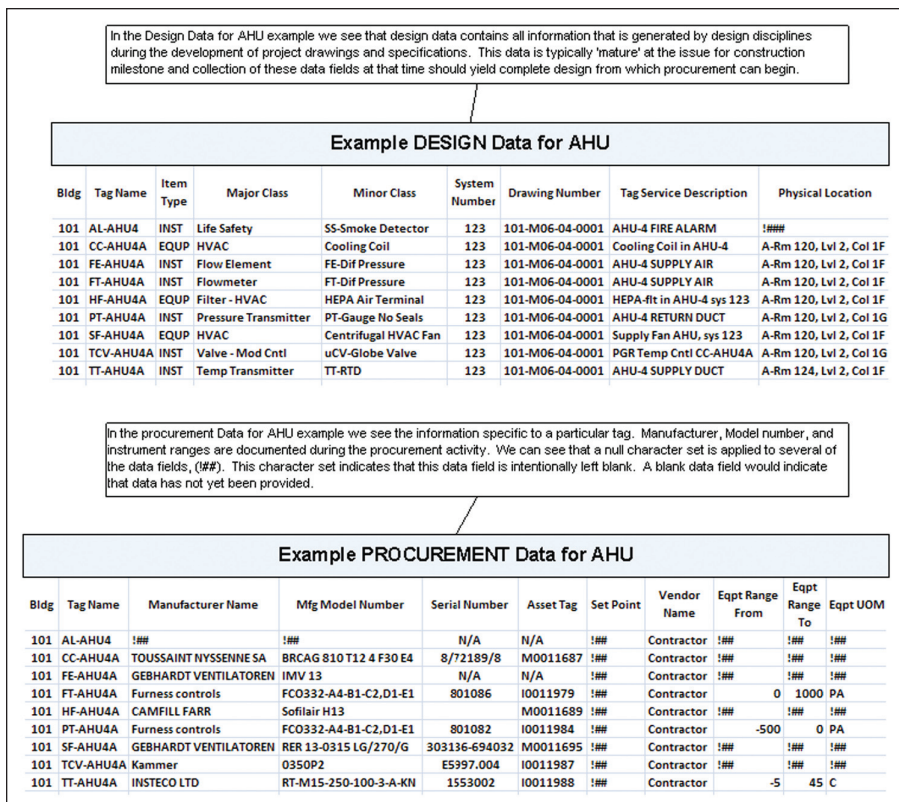 In the Design Data for AHU example we see that design data contains all information that is generated by design disciplines
during the development of project drawings and specifications. This data is typically 'mature' at the issue for construction
milestone and collection of these data fields at that time should yield complete design from which procurement can begin.
Example DESIGN Data for AHU
Bldg Tag Name Item Type Major Class Minor Class System Number Drawing Number Tag Service Description Physical Location
101 AL-AHU4 INST Life Safety SS-Smoke Detector 123 101-M06-04-0001 AHU-4 FIRE ALARM !###
101 CC-AHU4A EQUP HVAC Cooling Coil 123 101-M06-04-0001 Cooling Coil in AHU-4 A-Rm 120, Lvl 2, Col 1F
101 FE-AHU4A INST Flow Element FE-Dif Pressure 123 101-M06-04-0001 AHU-4 SUPPLY AIR A-Rm 120, Lvl 2, Col 1F
101 FT-AHU4A INST Flowmeter FT-Dif Pressure 123 101-M06-04-0001 AHU-4 SUPPLY AIR A-Rm 120, Lvl 2, Col 1F
101 HF-AHU4A EQUP Filter - HVAC HEPA Air Terminal 123 101-M06-04-0001 HEPA-flt in AHU-4 sys 123 A-Rm 120, Lvl 2, Col 1F
101 PT-AHU4A INST Pressure Transmitter PT-Gauge No Seals 123 101-M06-04-0001 AHU-4 RETURN DUCT A-Rm 120, Lvl 2, Col 1G
101 SF-AHU4A EQUP HVAC Centrifugal HVAC Fan 123 101-M06-04-0001 Supply Fan AHU, sys 123 A-Rm 120, Lvl 2, Col 1F
101 TCV-AHU4A INST Valve - Mod Cntl uCV-Globe Valve 123 101-M06-04-0001 PGR Temp Cntl CC-AHU4A A-Rm 120, Lvl 2, Col 1G
101 TT-AHU4A INST Temp Transmitter TT-RTD 123 101-M06-04-0001 AHU-4 SUPPLY DUCT A-Rm 124, Lvl 2, Col 1F
In the procurement Data for AHU example we see the information specific to a particular tag. Manufacturer, Model number, and
instrument ranges are documented during the procurement activity. We can see that a null character set is applied to several of
the data fields, (!##). This character set indicates that this data field is intentionally left blank. A blank data field would indicate
that data has not yet been provided.
Example PROCUREMENT Data for AHU
Bldg Tag Name Manufacturer Name Mfg Model Number Serial Number Asset Tag Set Point Vendor Name Eqpt Range From Eqpt Range To Eqpt UOM
101 AL-AHU4 !## !## N/A N/A !## Contractor !## !## !##
101 CC-AHU4A TOUSSAINT NYSSENNE SA BRCAG 810 T12 4 F30 E4 8/72189/8 M0011687 !## Contractor !## !## !##
101 FE-AHU4A GEBHARDT VENTILATOREN IMV 13 N/A N/A !## Contractor !## !## !##
101 FT-AHU4A Furness controls FCO332-A4-B1-C2,D1-E1 801086 I0011979 !## Contractor 0 1000 PA
101 HF-AHU4A CAMFILL FARR Sofilair H13 M0011689 !## Contractor !## !## !##
101 PT-AHU4A Furness controls FCO332-A4-B1-C2,D1-E1 801082 I0011984 !## Contractor -500 0 PA
101 SF-AHU4A GEBHARDT VENTILATOREN RER 13-0315 LG/270/G 303136-694032 M0011695 !## Contractor !## !## !##
101 TCV-AHU4A Kammer 0350P2 E5997.004 I0011987 !## Contractor !## !## !##
101 TT-AHU4A INSTECO LTD RT-M15-250-100-3-A-KN 1553002 I0011988 !## Contractor -5 45 C